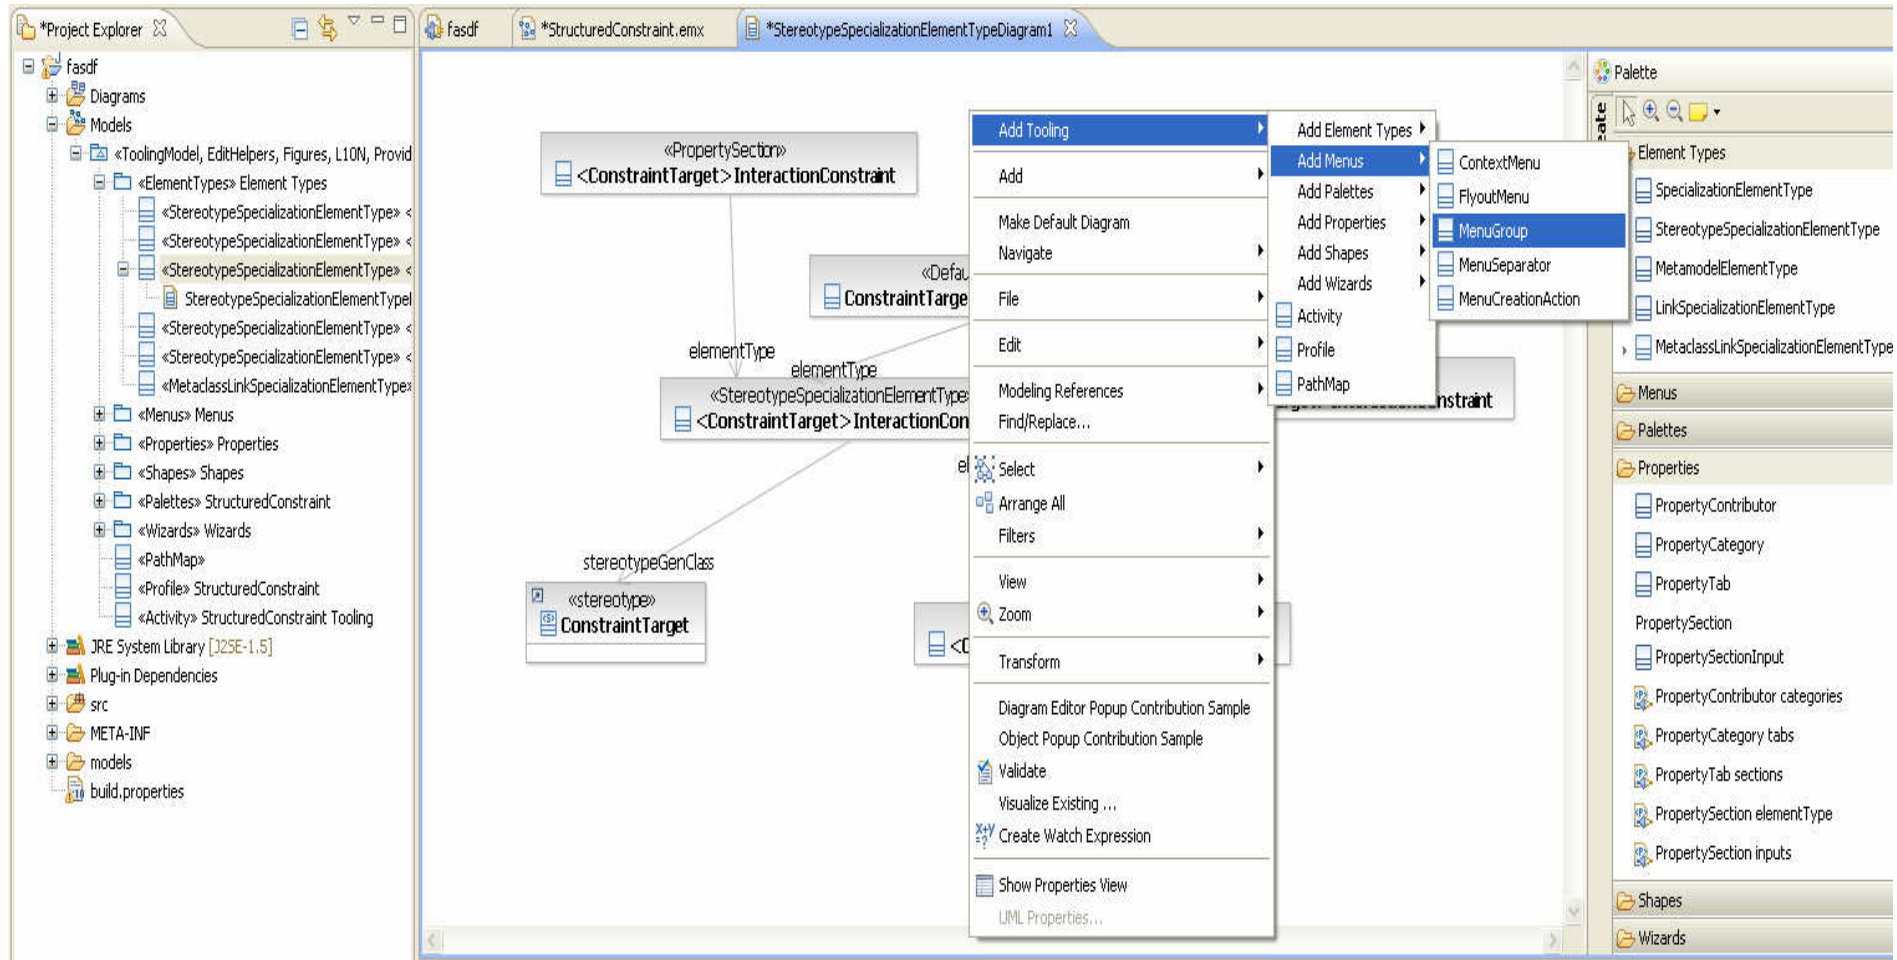 *Project Explorer
fasdf
*StructuredConstraint.emx
*StereotypeSpecializationElementTypeDiagram1
fasdf
Diagrams
Models
«ToolingModel, EditHelpers, Figures, L10N, Provid
«ElementTypes» Element Types
«StereotypeSpecializationElementType» <
«StereotypeSpecializationElementType» <
«StereotypeSpecializationElementType» <
StereotypeSpecializationElementType
«StereotypeSpecializationElementType» <
«StereotypeSpecializationElementType» <
«MetaclassLinkSpecializationElementType»
«Menus» Menus
«Properties» Properties
«Shapes» Shapes
«Palettes» StructuredConstraint
«Wizards» Wizards
«PathMap»
«Profile» StructuredConstraint
«Activity» StructuredConstraint Tooling
JRE System Library [J2SE-1.5]
Plug-in Dependencies
src
META-INF
models
build.properties
«PropertySection»
<ConstraintTarget>InteractionConstraint
«Defau
ConstraintTarge
elementType
elementType
«StereotypeSpecializationElementType»
<ConstraintTarget>InteractionCon
nstraint
el
stereotypeGenClass
«stereotype»
ConstraintTarget
<C
Add Tooling
Add
Make Default Diagram
Navigate
File
Edit
Modeling References
Find/Replace...
Select
Arrange All
Filters
View
Zoom
Transform
Diagram Editor Popup Contribution Sample
Object Popup Contribution Sample
Validate
Visualize Existing ...
Create Watch Expression
Show Properties View
UML Properties...
Add Element Types
Add Menus
Add Palettes
Add Properties
Add Shapes
Add Wizards
Activity
Profile
PathMap
ContextMenu
FlyoutMenu
MenuGroup
MenuSeparator
MenuCreationAction
Palette
eate
Element Types
SpecializationElementType
StereotypeSpecializationElementType
MetamodelElementType
LinkSpecializationElementType
MetaclassLinkSpecializationElementType
Menus
Palettes
Properties
PropertyContributor
PropertyCategory
PropertyTab
PropertySection
PropertySectionInput
PropertyContributor categories
PropertyCategory tabs
PropertyTab sections
PropertySection elementType
PropertySection inputs
Shapes
Wizards